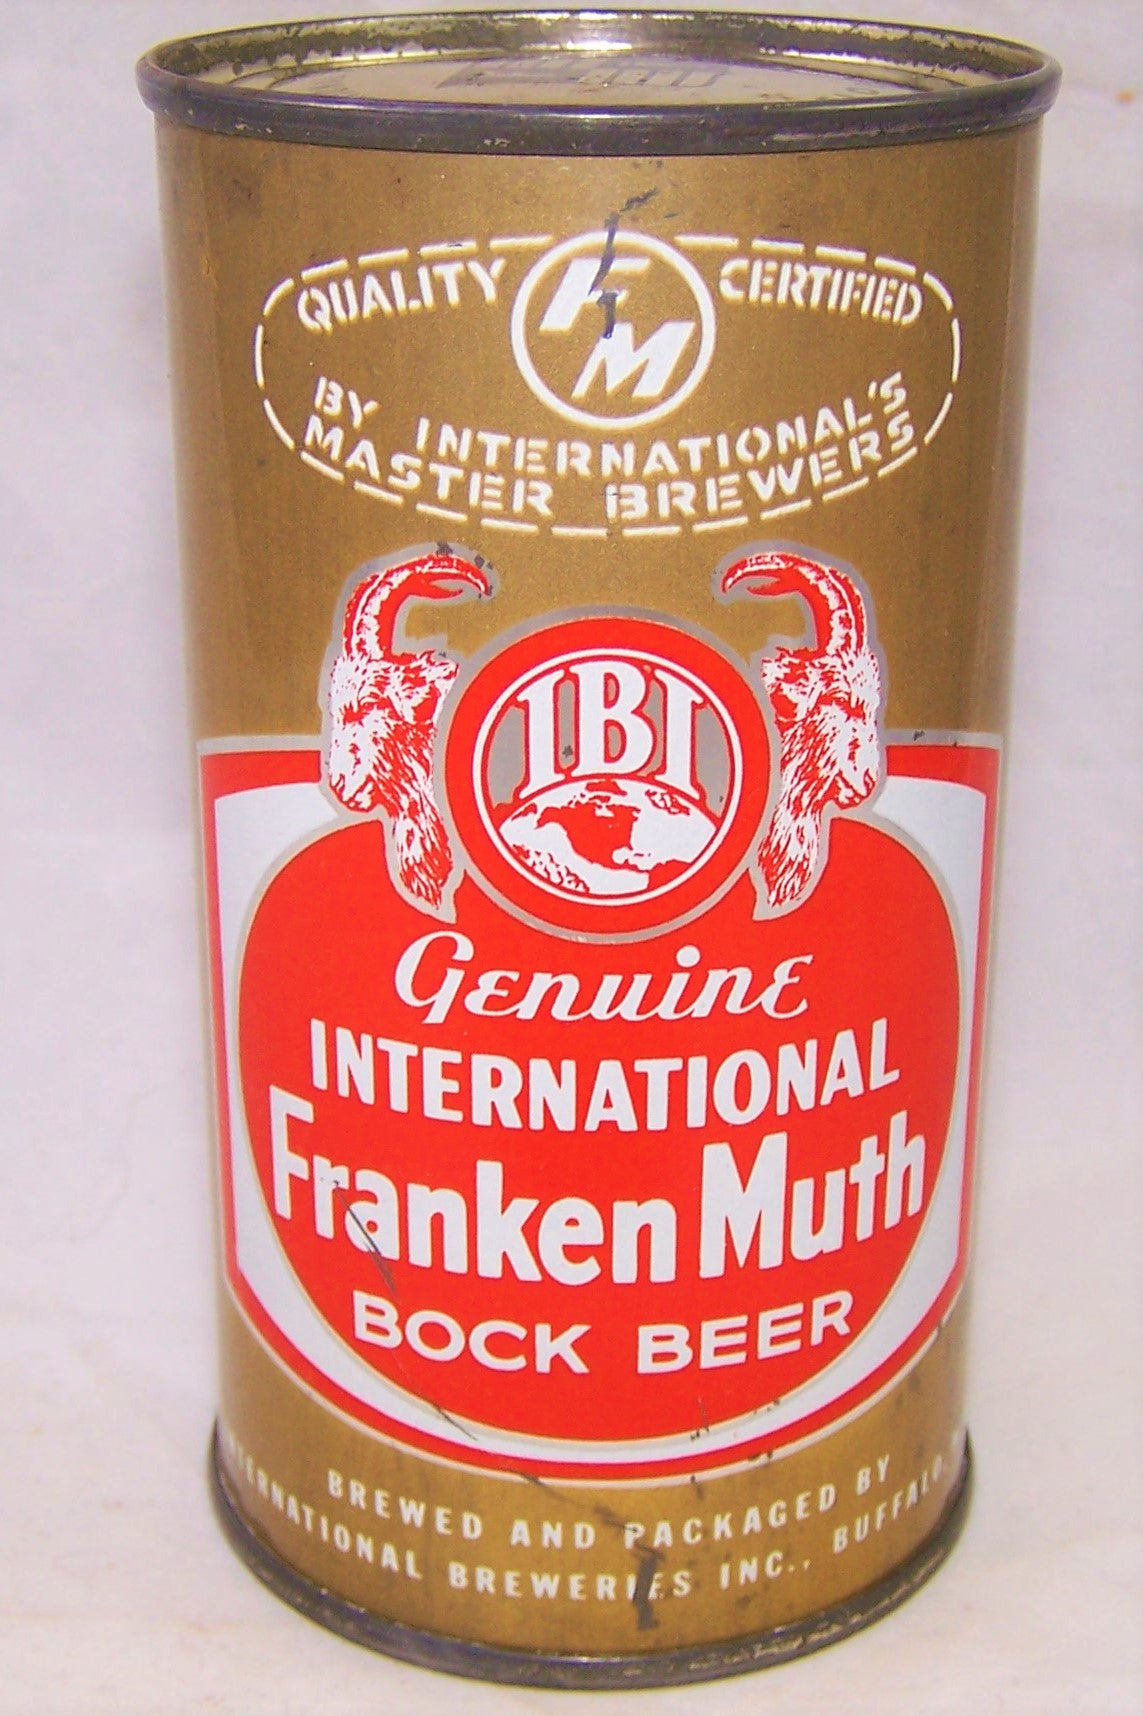 QUALITY FM CERTIFIED
BY INTERNATIONAL'S
MASTER BREWERS
IBI
Genuine
INTERNATIONAL
Franken Muth
BOCK BEER
BREWED AND PACKAGED BY
INTERNATIONAL BREWERIES INC., BUFFALO,